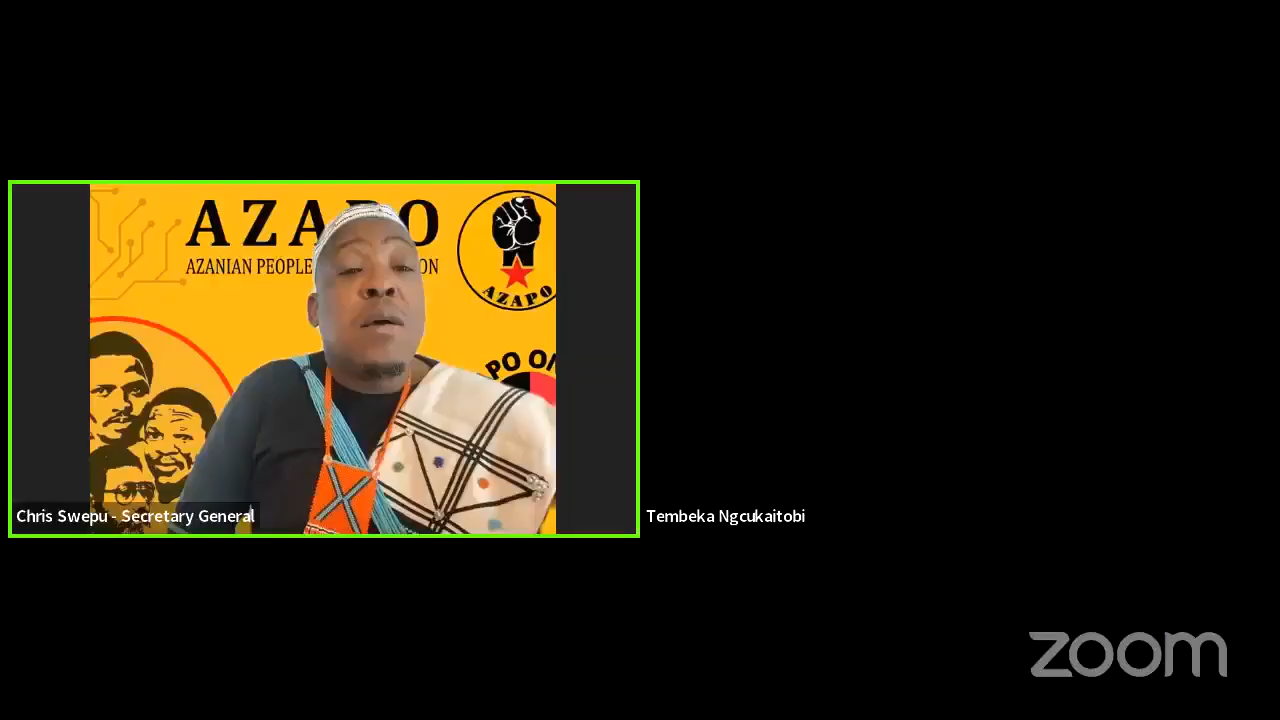 AZAPO
AZANIAN PEOPLE ON
AZAPO
PO
Chris Swepu - Secretary General
Tembeka Ngcukaitobi
zoom